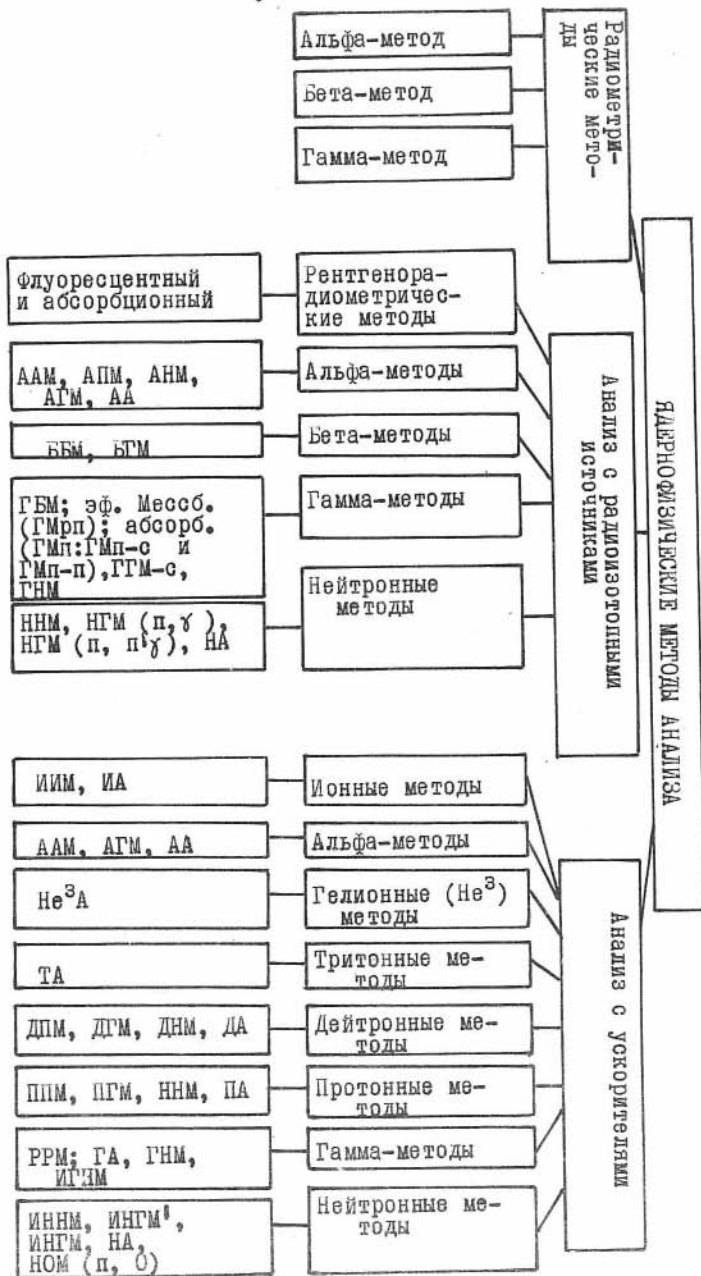 ЯДЕРНОФИЗИЧЕСКИЕ МЕТОДЫ АНАЛИЗА
Радиометри-
ческие мето-
ды
Альфа-метод
Бета-метод
Гамма-метод
Анализ с радиоизотопными
источниками
Рентгенора-
диометричес-
кие методы
Флуоресцентный
и абсорбционный
Альфа-методы
ААМ, АПМ, АНМ,
АГМ, АА
Бета-методы
ББМ, БГМ
Гамма-методы
ГБМ; эф. Мессб.
(ГМрп); абсорб.
(ГМп:ГМп-с и
ГМп-п),ГГМ-с,
ГНМ
Нейтронные
методы
ННМ, НГМ (п,γ),
НГМ (п, п'γ), НА
Анализ с ускорителями
Ионные методы
ИИМ, ИА
Альфа-методы
ААМ, АГМ, АА
Гелионные (Не³)
методы
Не³А
Тритонные ме-
тоды
ТА
Дейтронные ме-
тоды
ДПМ, ДГМ, ДНМ, ДА
Протонные ме-
тоды
ППМ, ПГМ, ННМ, ПА
Гамма-методы
РРМ; ГА, ГНМ,
ИГНМ
Нейтронные ме-
тоды
ИННМ, ИНГМ',
ИНГМ, НА,
НОМ (п, О)